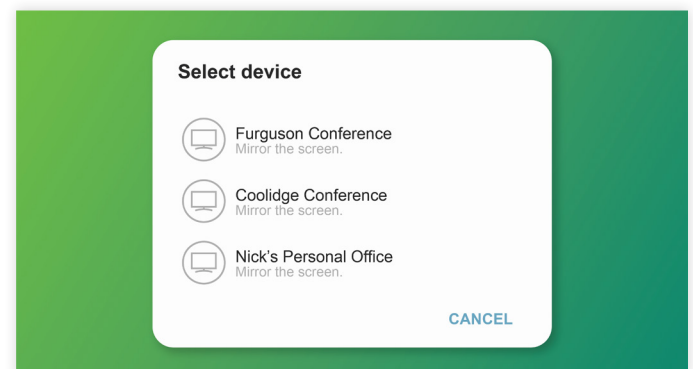 Select device
Furguson Conference
Mirror the screen.
Coolidge Conference
Mirror the screen.
Nick’s Personal Office
Mirror the screen.
CANCEL